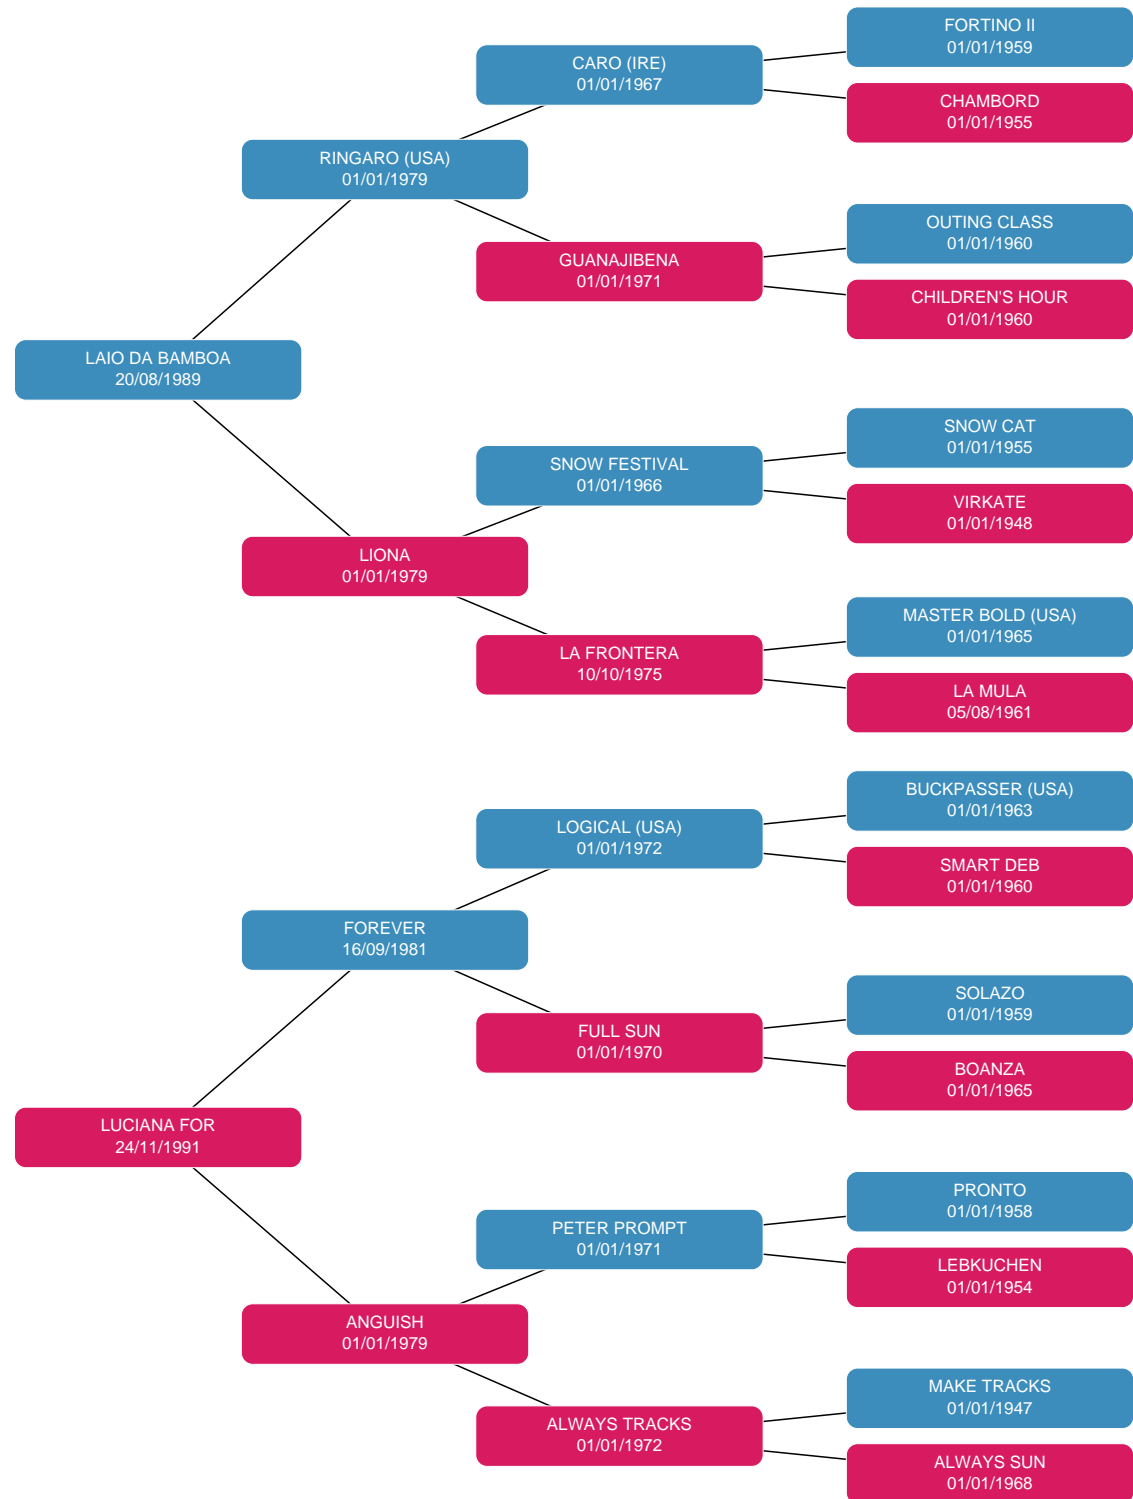 FORTINO II
01/01/1959
CARO (IRE)
01/01/1967
CHAMBORD
01/01/1955
RINGARO (USA)
01/01/1979
OUTING CLASS
01/01/1960
GUANAJIBENA
01/01/1971
CHILDREN'S HOUR
01/01/1960
LAIO DA BAMBOA
20/08/1989
SNOW CAT
01/01/1955
SNOW FESTIVAL
01/01/1966
VIRKATE
01/01/1948
LIONA
01/01/1979
MASTER BOLD (USA)
01/01/1965
LA FRONTERA
10/10/1975
LA MULA
05/08/1961
BUCKPASSER (USA)
01/01/1963
LOGICAL (USA)
01/01/1972
SMART DEB
01/01/1960
FOREVER
16/09/1981
SOLAZO
01/01/1959
FULL SUN
01/01/1970
BOANZA
01/01/1965
LUCIANA FOR
24/11/1991
PRONTO
01/01/1958
PETER PROMPT
01/01/1971
LEBKUCHEN
01/01/1954
ANGUISH
01/01/1979
MAKE TRACKS
01/01/1947
ALWAYS TRACKS
01/01/1972
ALWAYS SUN
01/01/1968